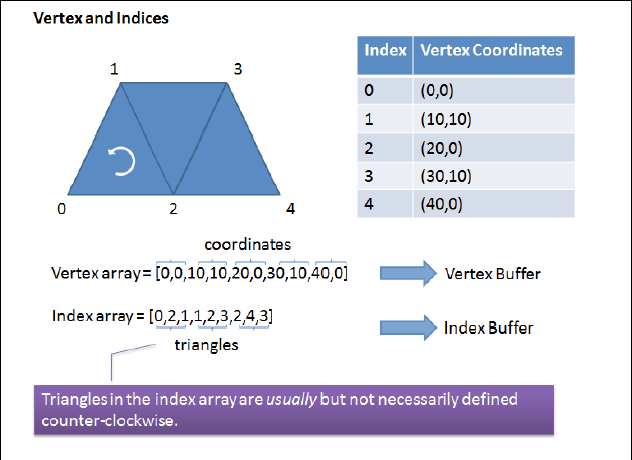 Vertex and Indices
1
3
0
2
4
Index Vertex Coordinates
0 (0,0)
1 (10,10)
2 (20,0)
3 (30,10)
4 (40,0)
coordinates
Vertex array = [0,0,10,10,20,0,30,10,40,0]
Vertex Buffer
Index array = [0,2,1,1,2,3,2,4,3]
Index Buffer
triangles
Triangles in the index array are usually but not necessarily defined
counter-clockwise.